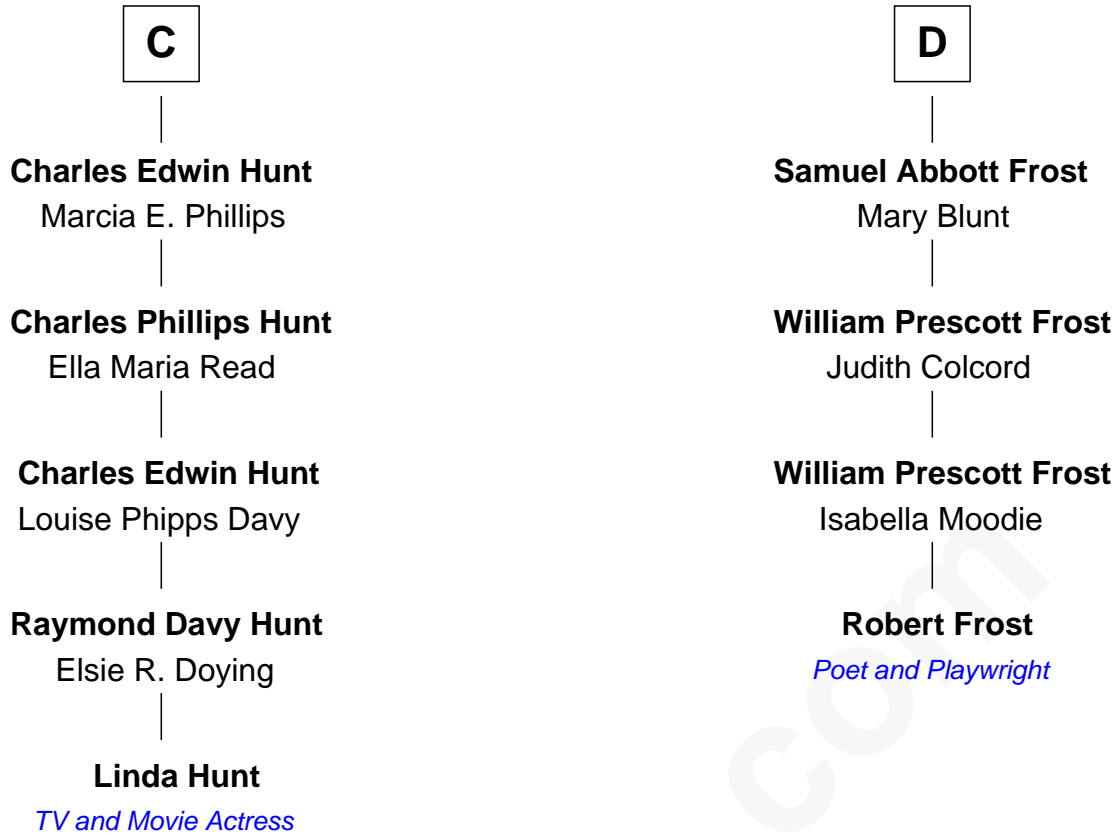 C
Charles Edwin Hunt
Marcia E. Phillips
Charles Phillips Hunt
Ella Maria Read
Charles Edwin Hunt
Louise Phipps Davy
Raymond Davy Hunt
Elsie R. Doying
Linda Hunt
TV and Movie Actress
D
Samuel Abbott Frost
Mary Blunt
William Prescott Frost
Judith Colcord
William Prescott Frost
Isabella Moodie
Robert Frost
Poet and Playwright
com